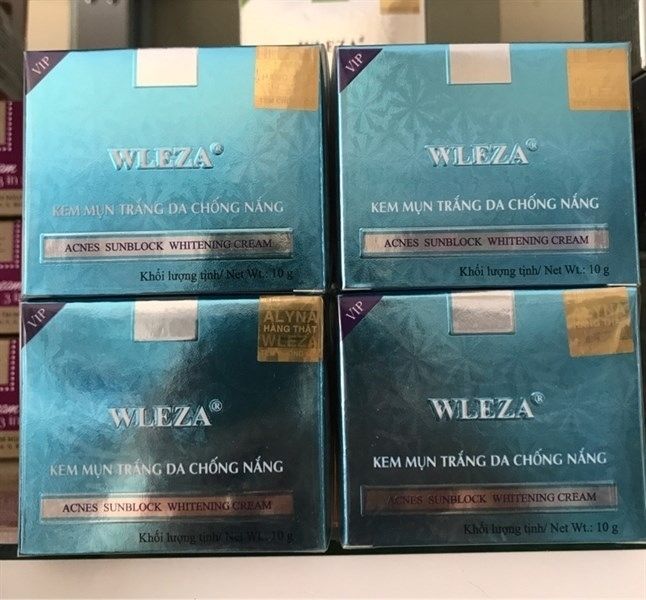 VIP
WLEZA®
KEM MỤN TRẮNG DA CHỐNG NẮNG
ACNES SUNBLOCK WHITENING CREAM
Khối lượng tịnh/ Net Wt.: 10 g
VIP
WLEZA®
KEM MỤN TRẮNG DA CHỐNG NẮNG
ACNES SUNBLOCK WHITENING CREAM
Khối lượng tịnh/ Net Wt.: 10 g
VIP
ALYNA
HÀNG THẬT
WLEZA
WLEZA®
KEM MỤN TRẮNG DA CHỐNG NẮNG
ACNES SUNBLOCK WHITENING CREAM
Khối lượng tịnh/ Net Wt.: 10 g
VIP
WLEZA®
KEM MỤN TRẮNG DA CHỐNG NẮNG
ACNES SUNBLOCK WHITENING CREAM
Khối lượng tịnh/ Net Wt.: 10 g